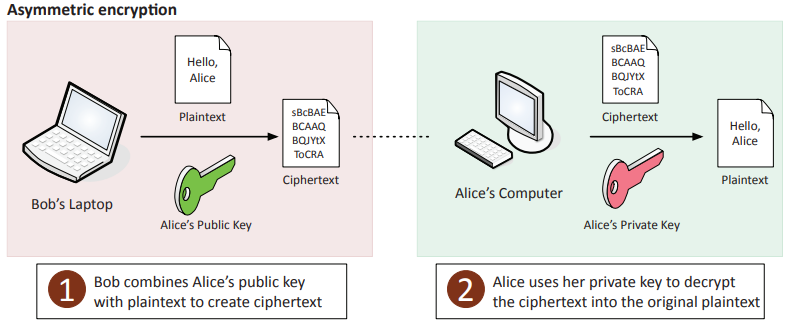 Asymmetric encryption
Hello,
Alice
Plaintext
sBcBAE
BCAAQ
BQJYtX
ToCRA
Ciphertext
Bob's Laptop
Alice's Public Key
1
Bob combines Alice's public key
with plaintext to create ciphertext
sBcBAE
BCAAQ
BQJYtX
ToCRA
Ciphertext
Hello,
Alice
Plaintext
Alice's Computer
Alice's Private Key
2
Alice uses her private key to decrypt
the ciphertext into the original plaintext